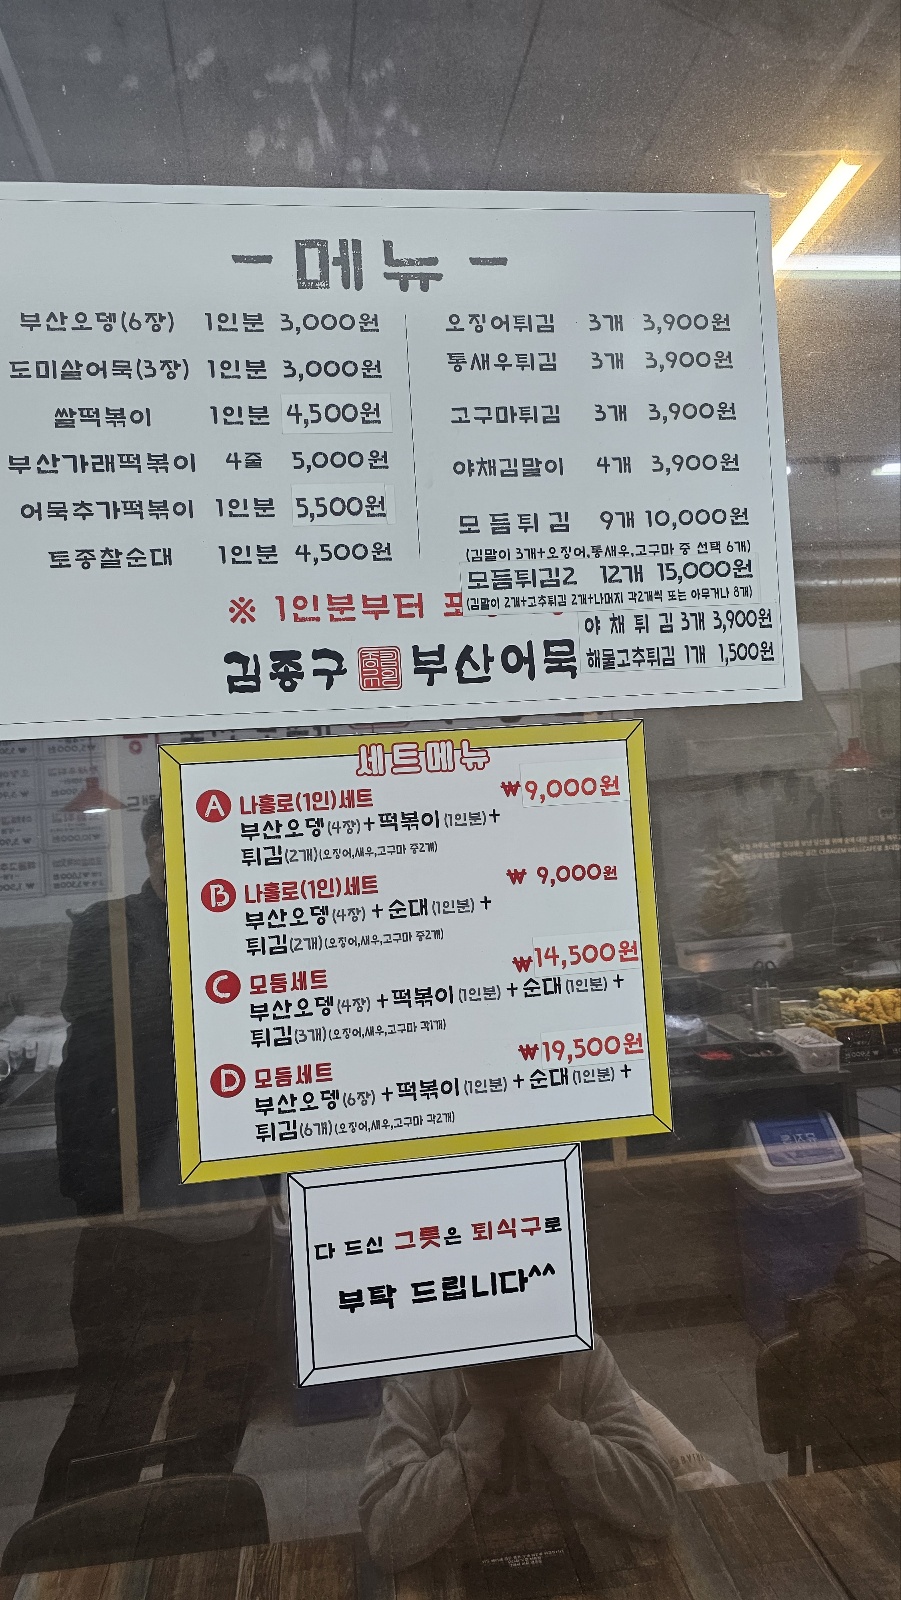 - 메뉴 -
부산오뎅(6장) 1인분 3,000원
도미살어묵(3장) 1인분 3,000원
쌀떡볶이 1인분 4,500원
부산가래떡볶이 4줄 5,000원
어묵추가떡볶이 1인분 5,500원
토종찰순대 1인분 4,500원
오징어튀김 3개 3,900원
통새우튀김 3개 3,900원
고구마튀김 3개 3,900원
야채김말이 4개 3,900원
모듬튀김 9개 10,000원
(김말이 3개+오징어,통새우,고구마 중 선택 6개)
모듬튀김2 12개 15,000원
(김말이 2개+고추튀김 2개+나머지 각2개씩 또는 아무거나 8개)
야채튀김 3개 3,900원
해물고추튀김 1개 1,500원
※ 1인분부터
김종구 부산어묵
세트메뉴
A 나홀로(1인)세트 ₩9,000원
부산오뎅(4장)+떡볶이(1인분)+
튀김(2개)(오징어,새우,고구마 중2개)
B 나홀로(1인)세트 ₩ 9,000원
부산오뎅(4장)+순대(1인분)+
튀김(2개)(오징어,새우,고구마 중2개)
C 모듬세트 ₩14,500원
부산오뎅(4장)+떡볶이(1인분)+순대(1인분)+
튀김(3개)(오징어,새우,고구마 각1개)
D 모듬세트 ₩19,500원
부산오뎅(6장)+떡볶이(1인분)+순대(1인분)+
튀김(6개)(오징어,새우,고구마 각2개)
다 드신 그릇은 퇴식구로
부탁 드립니다^^